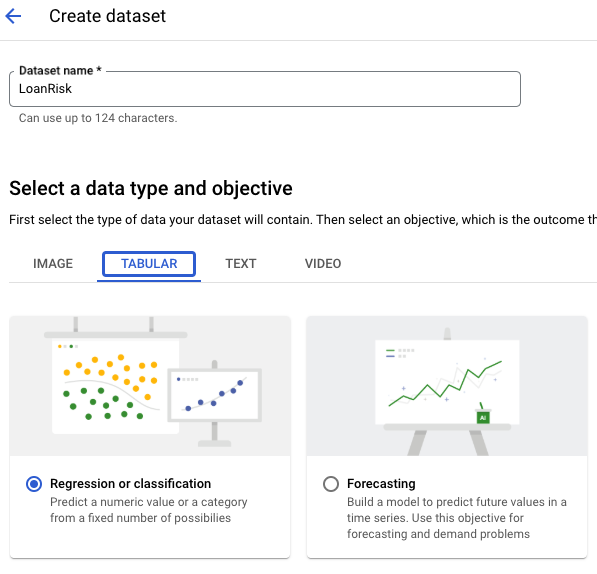 Create dataset
Dataset name *
LoanRisk
Can use up to 124 characters.
Select a data type and objective
First select the type of data your dataset will contain. Then select an objective, which is the outcome th
IMAGE TABULAR TEXT VIDEO
AI
Regression or classification
Predict a numeric value or a category
from a fixed number of possibilies
Forecasting
Build a model to predict future values in a
time series. Use this objective for
forecasting and demand problems